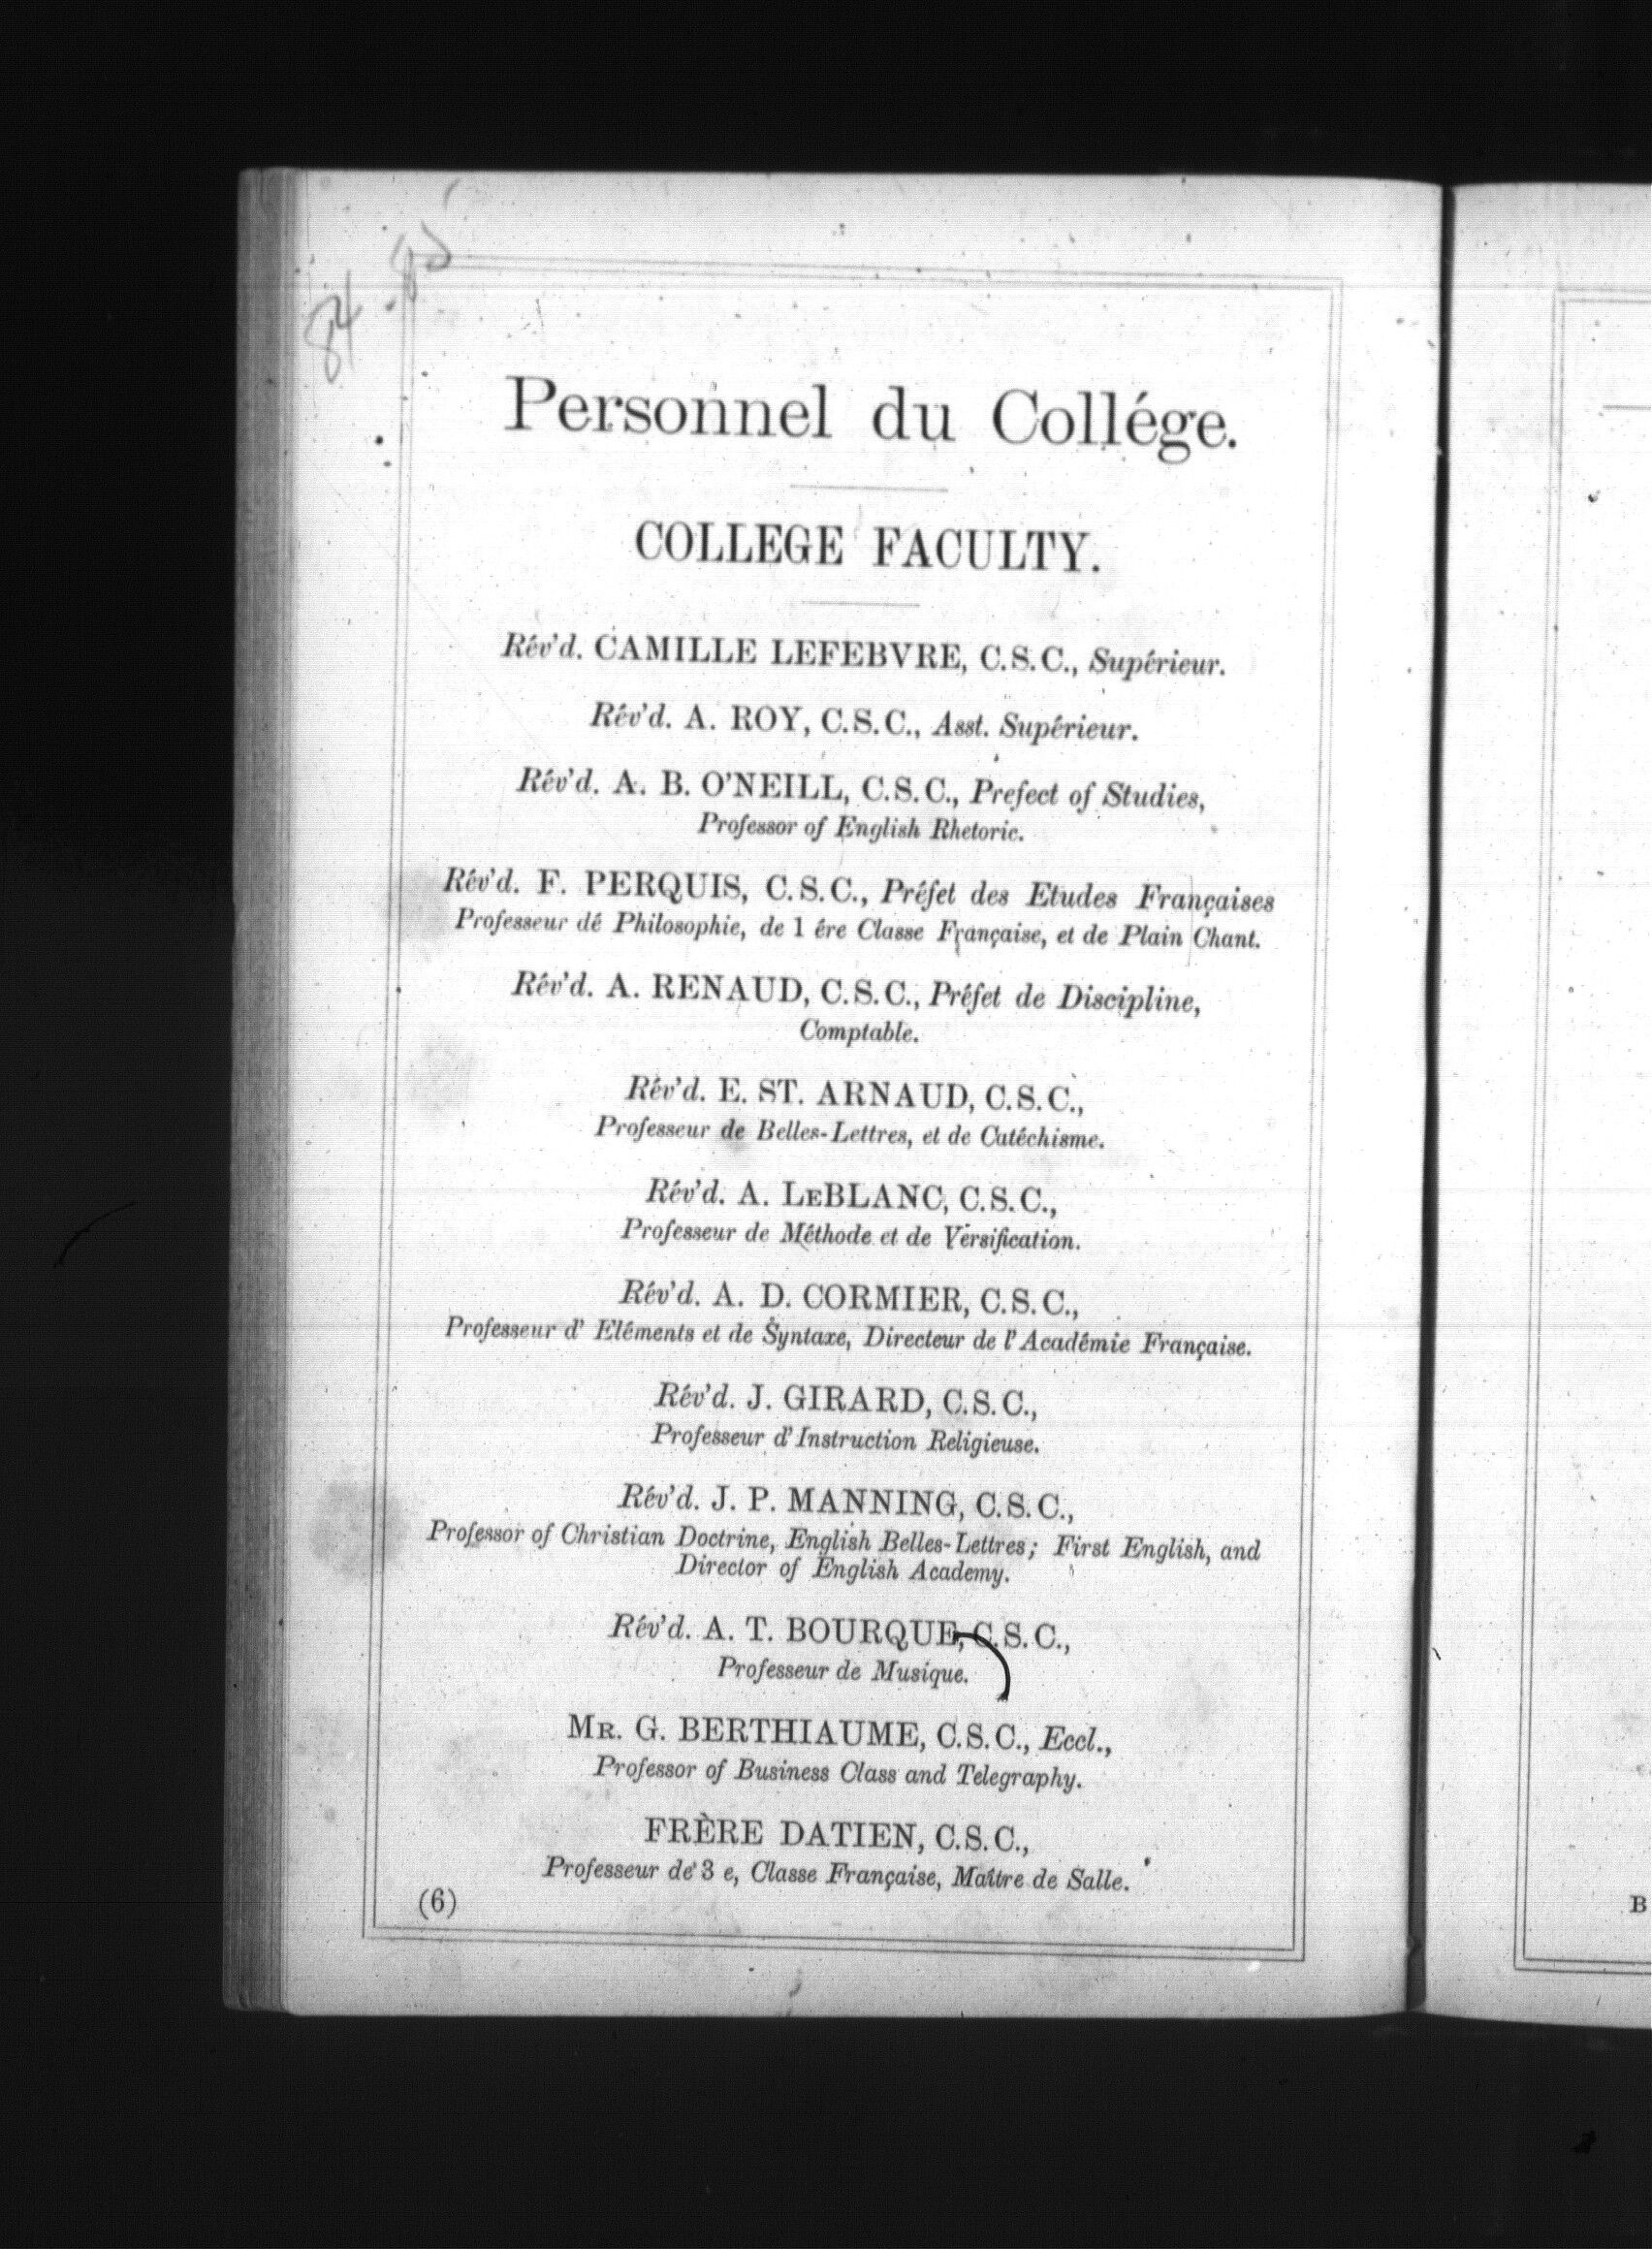 84.85
Personnel du Collége.
COLLEGE FACULTY.
Rév'd. CAMILLE LEFEBVRE, C.S.C., Supérieur.
Rév'd. A. ROY, C.S.C., Asst. Supérieur.
Rév'd. A. B. O'NEILL, C.S.C., Prefect of Studies,
Professor of English Rhetoric.
Rév'd. F. PERQUIS, C.S.C., Préfet des Etudes Françaises
Professeur dé Philosophie, de 1 ére Classe Française, et de Plain Chant.
Rév'd. A. RENAUD, C.S.C., Préfet de Discipline,
Comptable.
Rév'd. E. ST. ARNAUD, C.S.C.,
Professeur de Belles-Lettres, et de Catéchisme.
Rév'd. A. LEBLANC, C.S.C.,
Professeur de Méthode et de Versification.
Rév'd. A. D. CORMIER, C.S.C.,
Professeur d' Eléments et de Syntaxe, Directeur de l'Académie Française.
Rév'd. J. GIRARD, C.S.C.,
Professeur d'Instruction Religieuse.
Rév'd. J. P. MANNING, C.S.C.,
Professor of Christian Doctrine, English Belles-Lettres; First English, and
Director of English Academy.
Rév'd. A. T. BOURQUE, C.S.C.,
Professeur de Musique.
MR. G. BERTHIAUME, C.S.C., Eccl.,
Professor of Business Class and Telegraphy.
FRÈRE DATIEN, C.S.C.,
Professeur de 3 e, Classe Française, Maître de Salle.
(6)
B